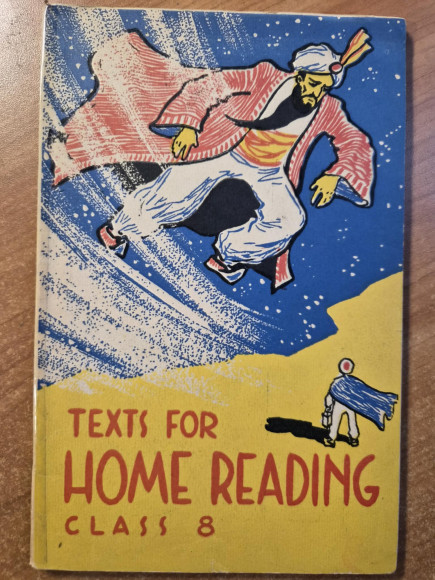 TEXTS FOR
HOME READING
CLASS 8